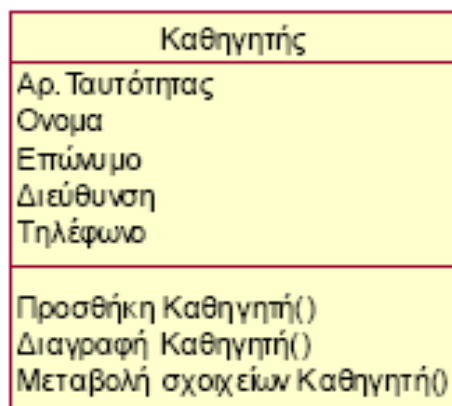 Καθηγητής
Αρ. Ταυτότητας
Ονομα
Επώνυμο
Διεύθυνση
Τηλέφωνο
Προσθήκη Καθηγητή()
Διαγραφή Καθηγητή()
Μεταβολή σχοιχείων Καθηγητή()